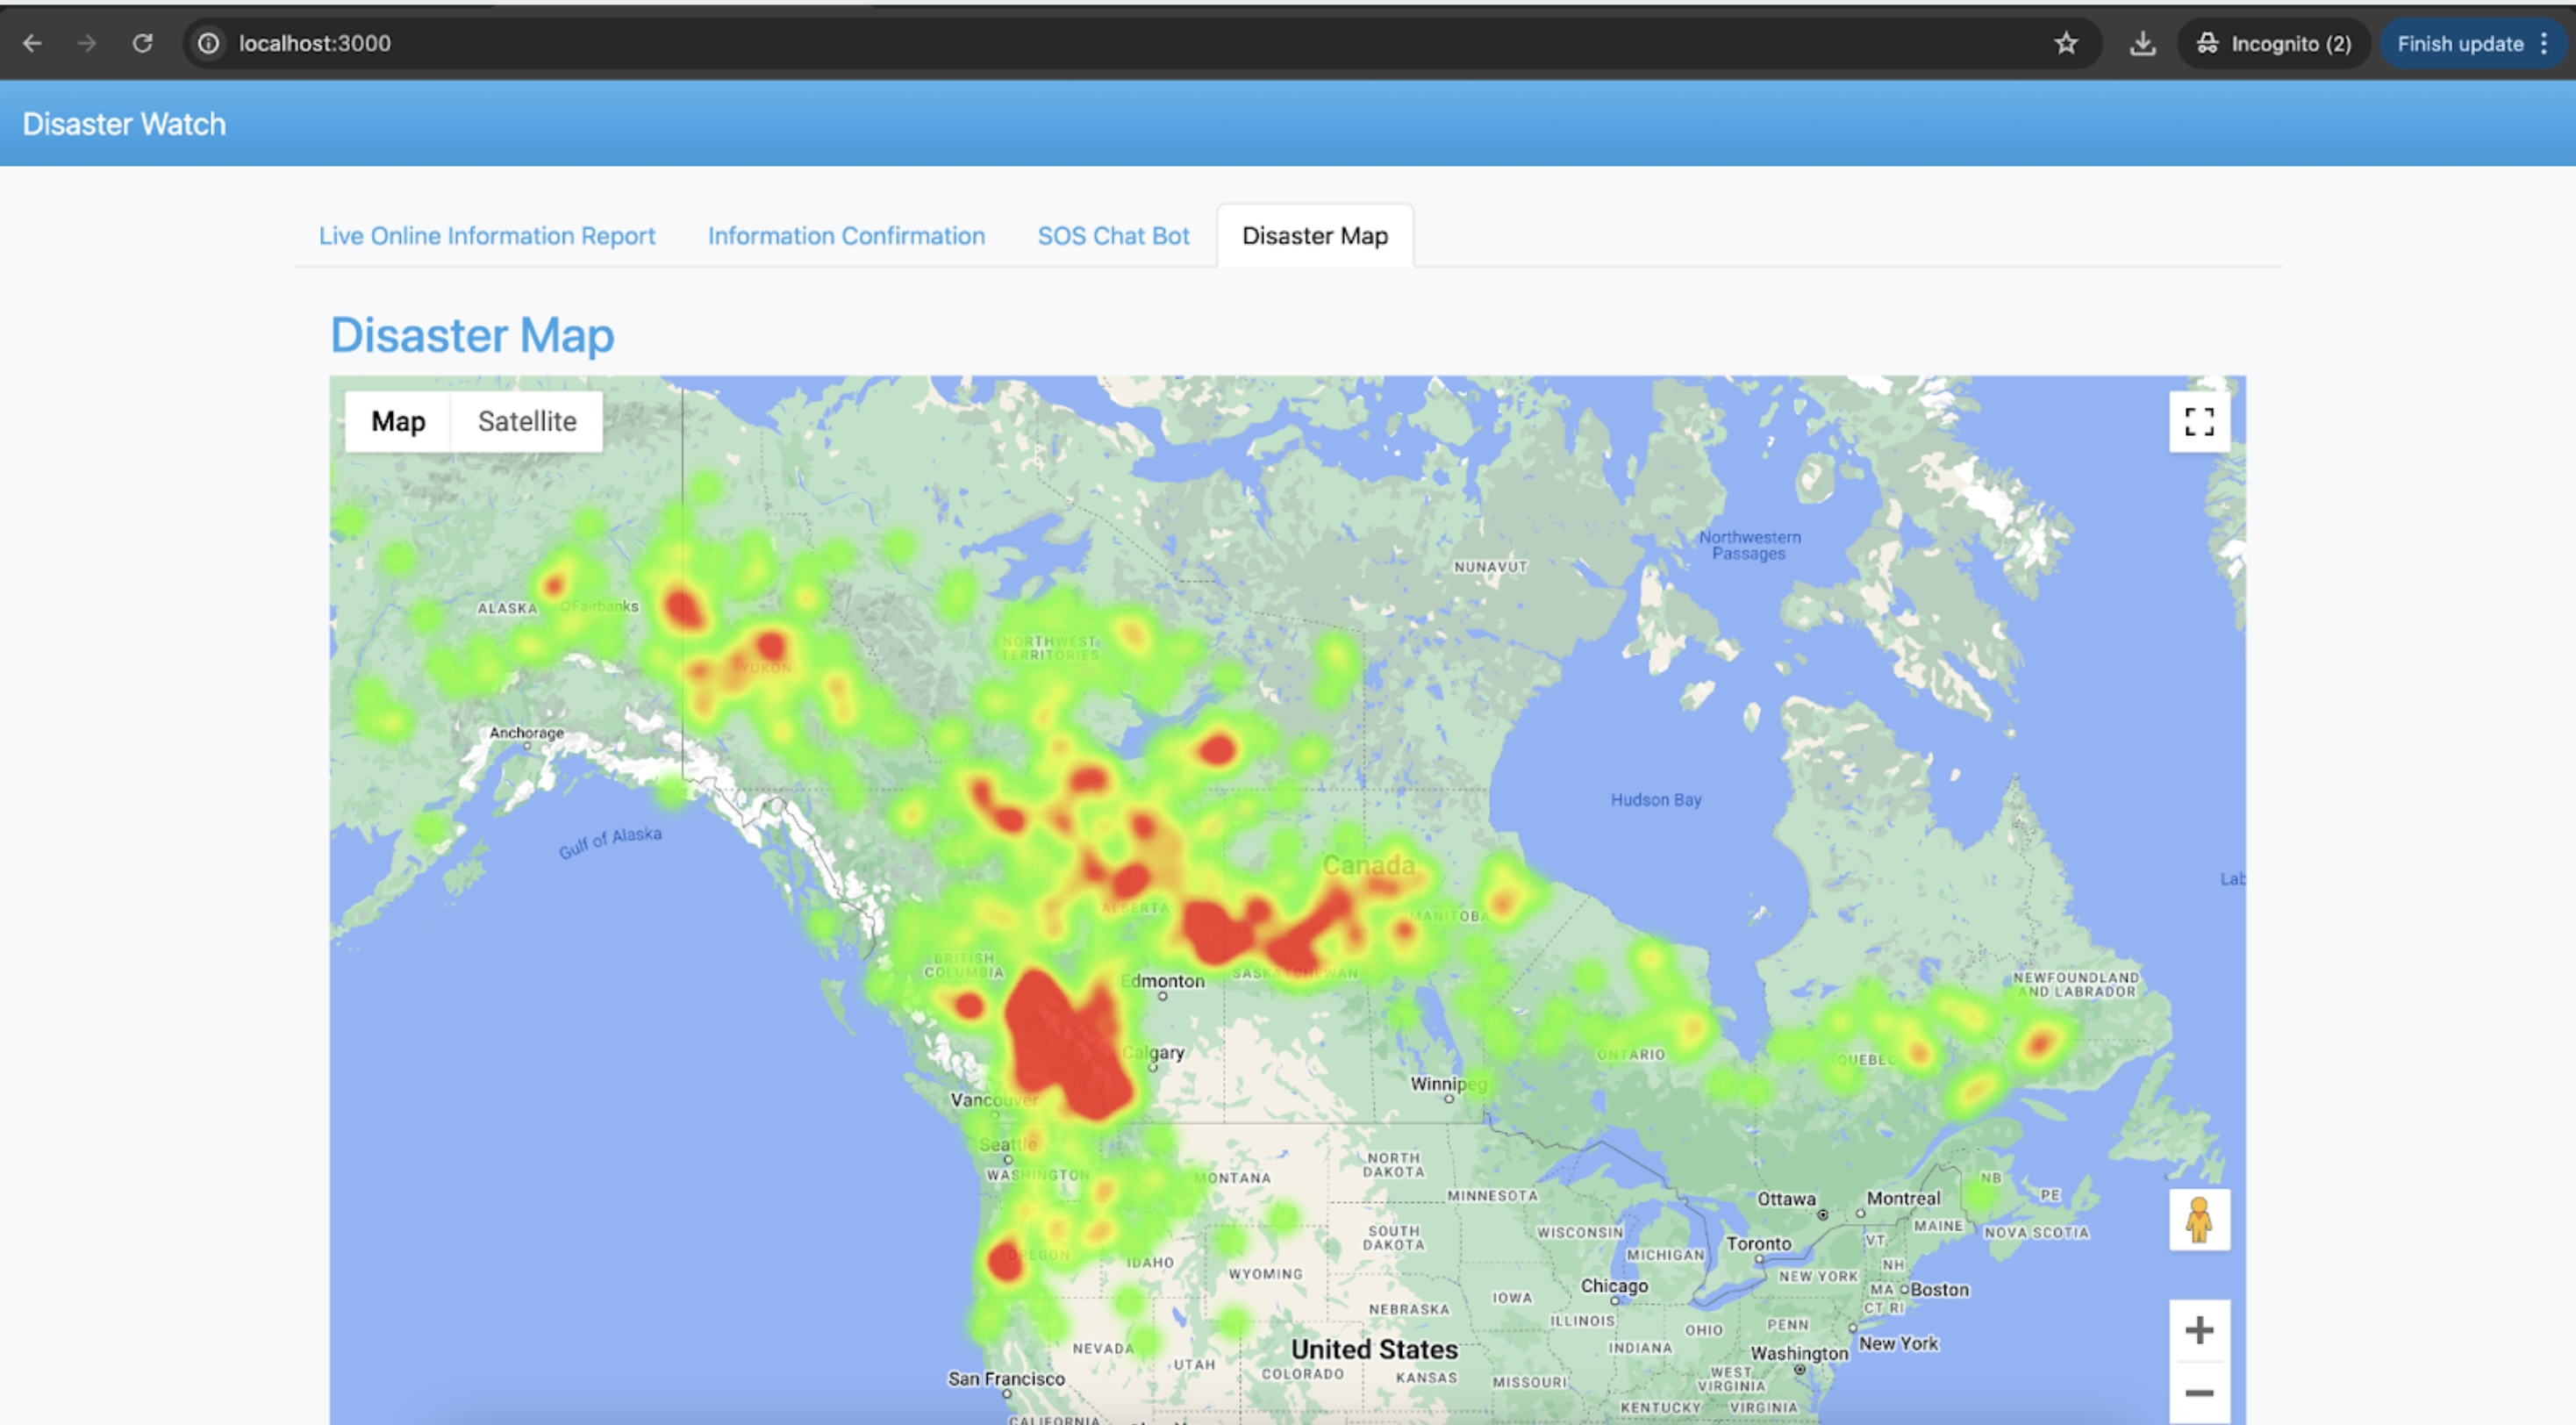 localhost:3000
Incognito (2)
Finish update
Disaster Watch
Live Online Information Report
Information Confirmation
SOS Chat Bot
Disaster Map
Disaster Map
Map
Satellite
Northwestern
Passages
NUNAVUT
ALASKA
Fairbanks
NORTHWEST
TERRITORIES
YUKON
Anchorage
Hudson Bay
Gulf of Alaska
Canada
Lab
ALBERTA
MANITOBA
BRITISH
COLUMBIA
Edmonton
SASKATCHEWAN
NEWFOUNDLAND
AND LABRADOR
Calgary
ONTARIO
QUEBEC
Winnipeg
Vancouver
Seattle
WASHINGTON
MONTANA
NORTH
DAKOTA
MINNESOTA
NB
PE
Ottawa
Montreal
MAINE
NOVA SCOTIA
SOUTH
DAKOTA
WISCONSIN
MICHIGAN
Toronto
VT
OREGON
IDAHO
WYOMING
NH
NEW YORK
Chicago
MA
Boston
CT RI
IOWA
NEBRASKA
ILLINOIS
OHIO
PENN
NEVADA
United States
INDIANA
Washington
New York
UTAH
COLORADO
KANSAS
MISSOURI
WEST
VIRGINIA
San Francisco
KENTUCKY
VIRGINIA
CALIFORNIA